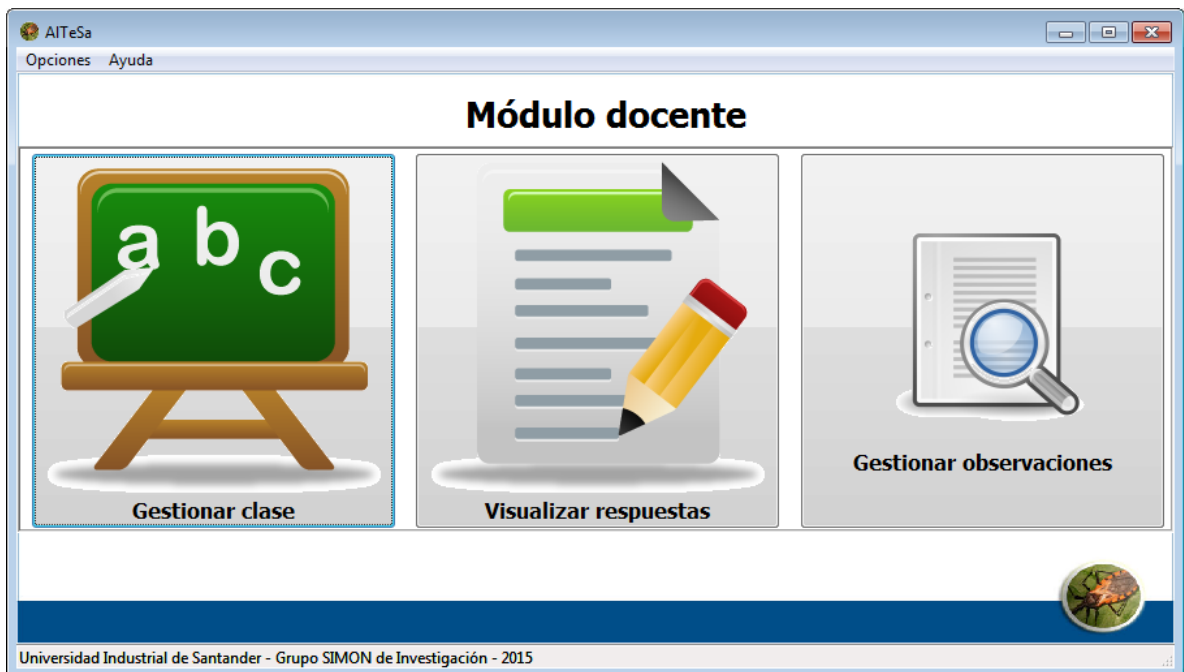 AITeSa
Opciones Ayuda
Módulo docente
a b c
Gestionar clase
Visualizar respuestas
Gestionar observaciones
Universidad Industrial de Santander - Grupo SIMON de Investigación - 2015